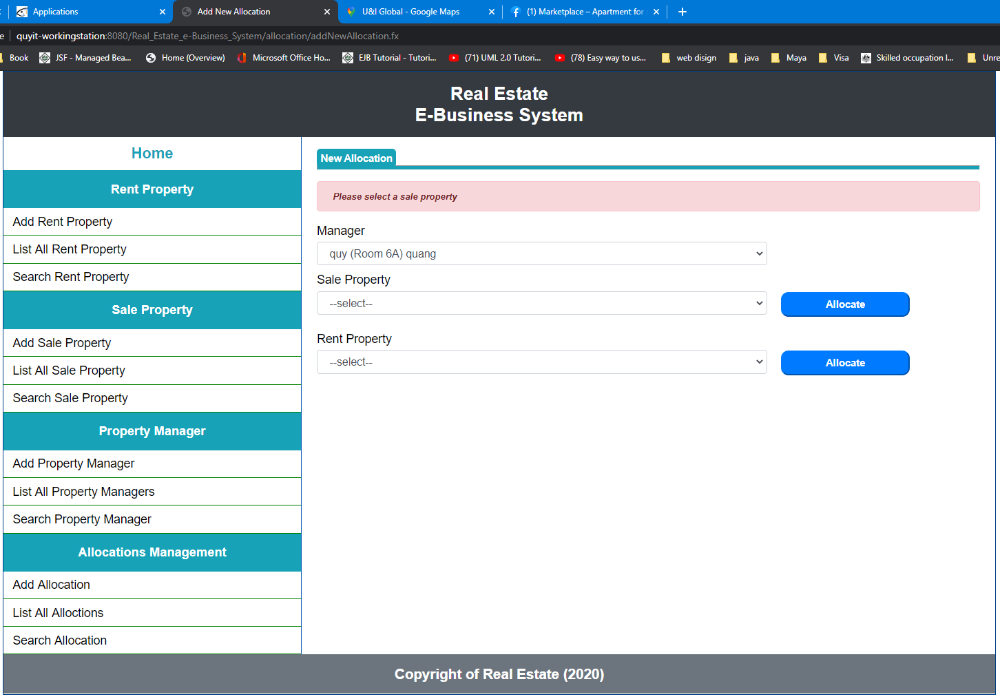 Applications
Add New Allocation
U&I Global - Google Maps
(1) Marketplace – Apartment for
quyit-workingstation:8080/Real_Estate_e-Business_System/allocation/addNewAllocation.fx
Book
JSF - Managed Bea...
Home (Overview)
Microsoft Office Ho...
EJB Tutorial - Tutori...
(71) UML 2.0 Tutori...
(78) Easy way to us...
web disign
java
Maya
Visa
Skilled occupation l...
Unre
Real Estate
E-Business System
Home
Rent Property
Add Rent Property
List All Rent Property
Search Rent Property
Sale Property
Add Sale Property
List All Sale Property
Search Sale Property
Property Manager
Add Property Manager
List All Property Managers
Search Property Manager
Allocations Management
Add Allocation
List All Alloctions
Search Allocation
New Allocation
Please select a sale property
Manager
quy (Room 6A) quang
Sale Property
--select--
Allocate
Rent Property
--select--
Allocate
Copyright of Real Estate (2020)